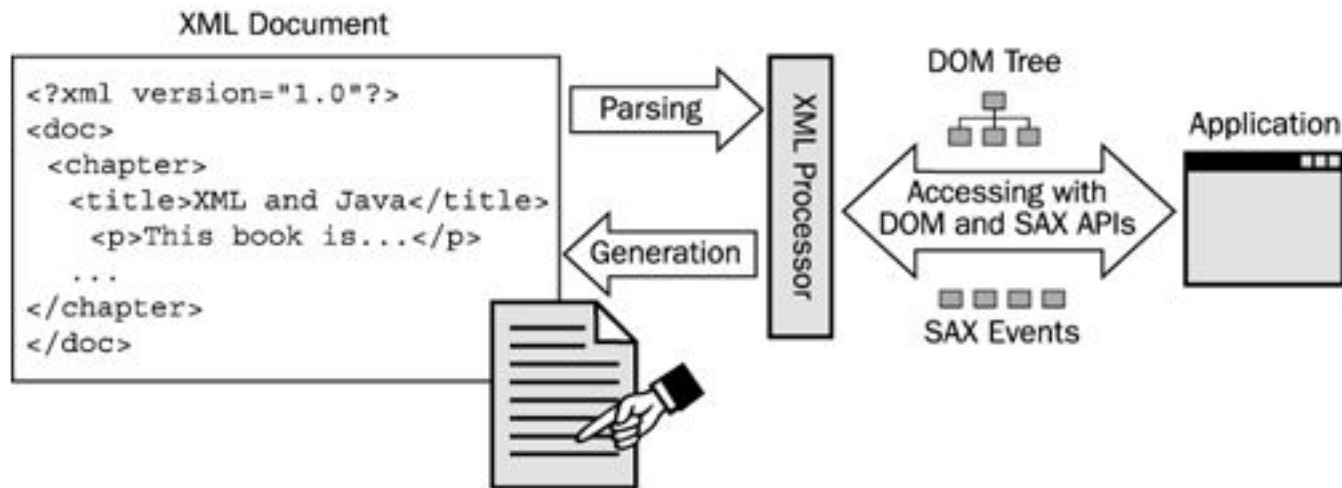 XML Document
<?xml version="1.0"?>
<doc>
<chapter>
<title>XML and Java</title>
<p>This book is...</p>
...
</chapter>
</doc>
Parsing
Generation
XML Processor
DOM Tree
Accessing with
DOM and SAX APIs
SAX Events
Application